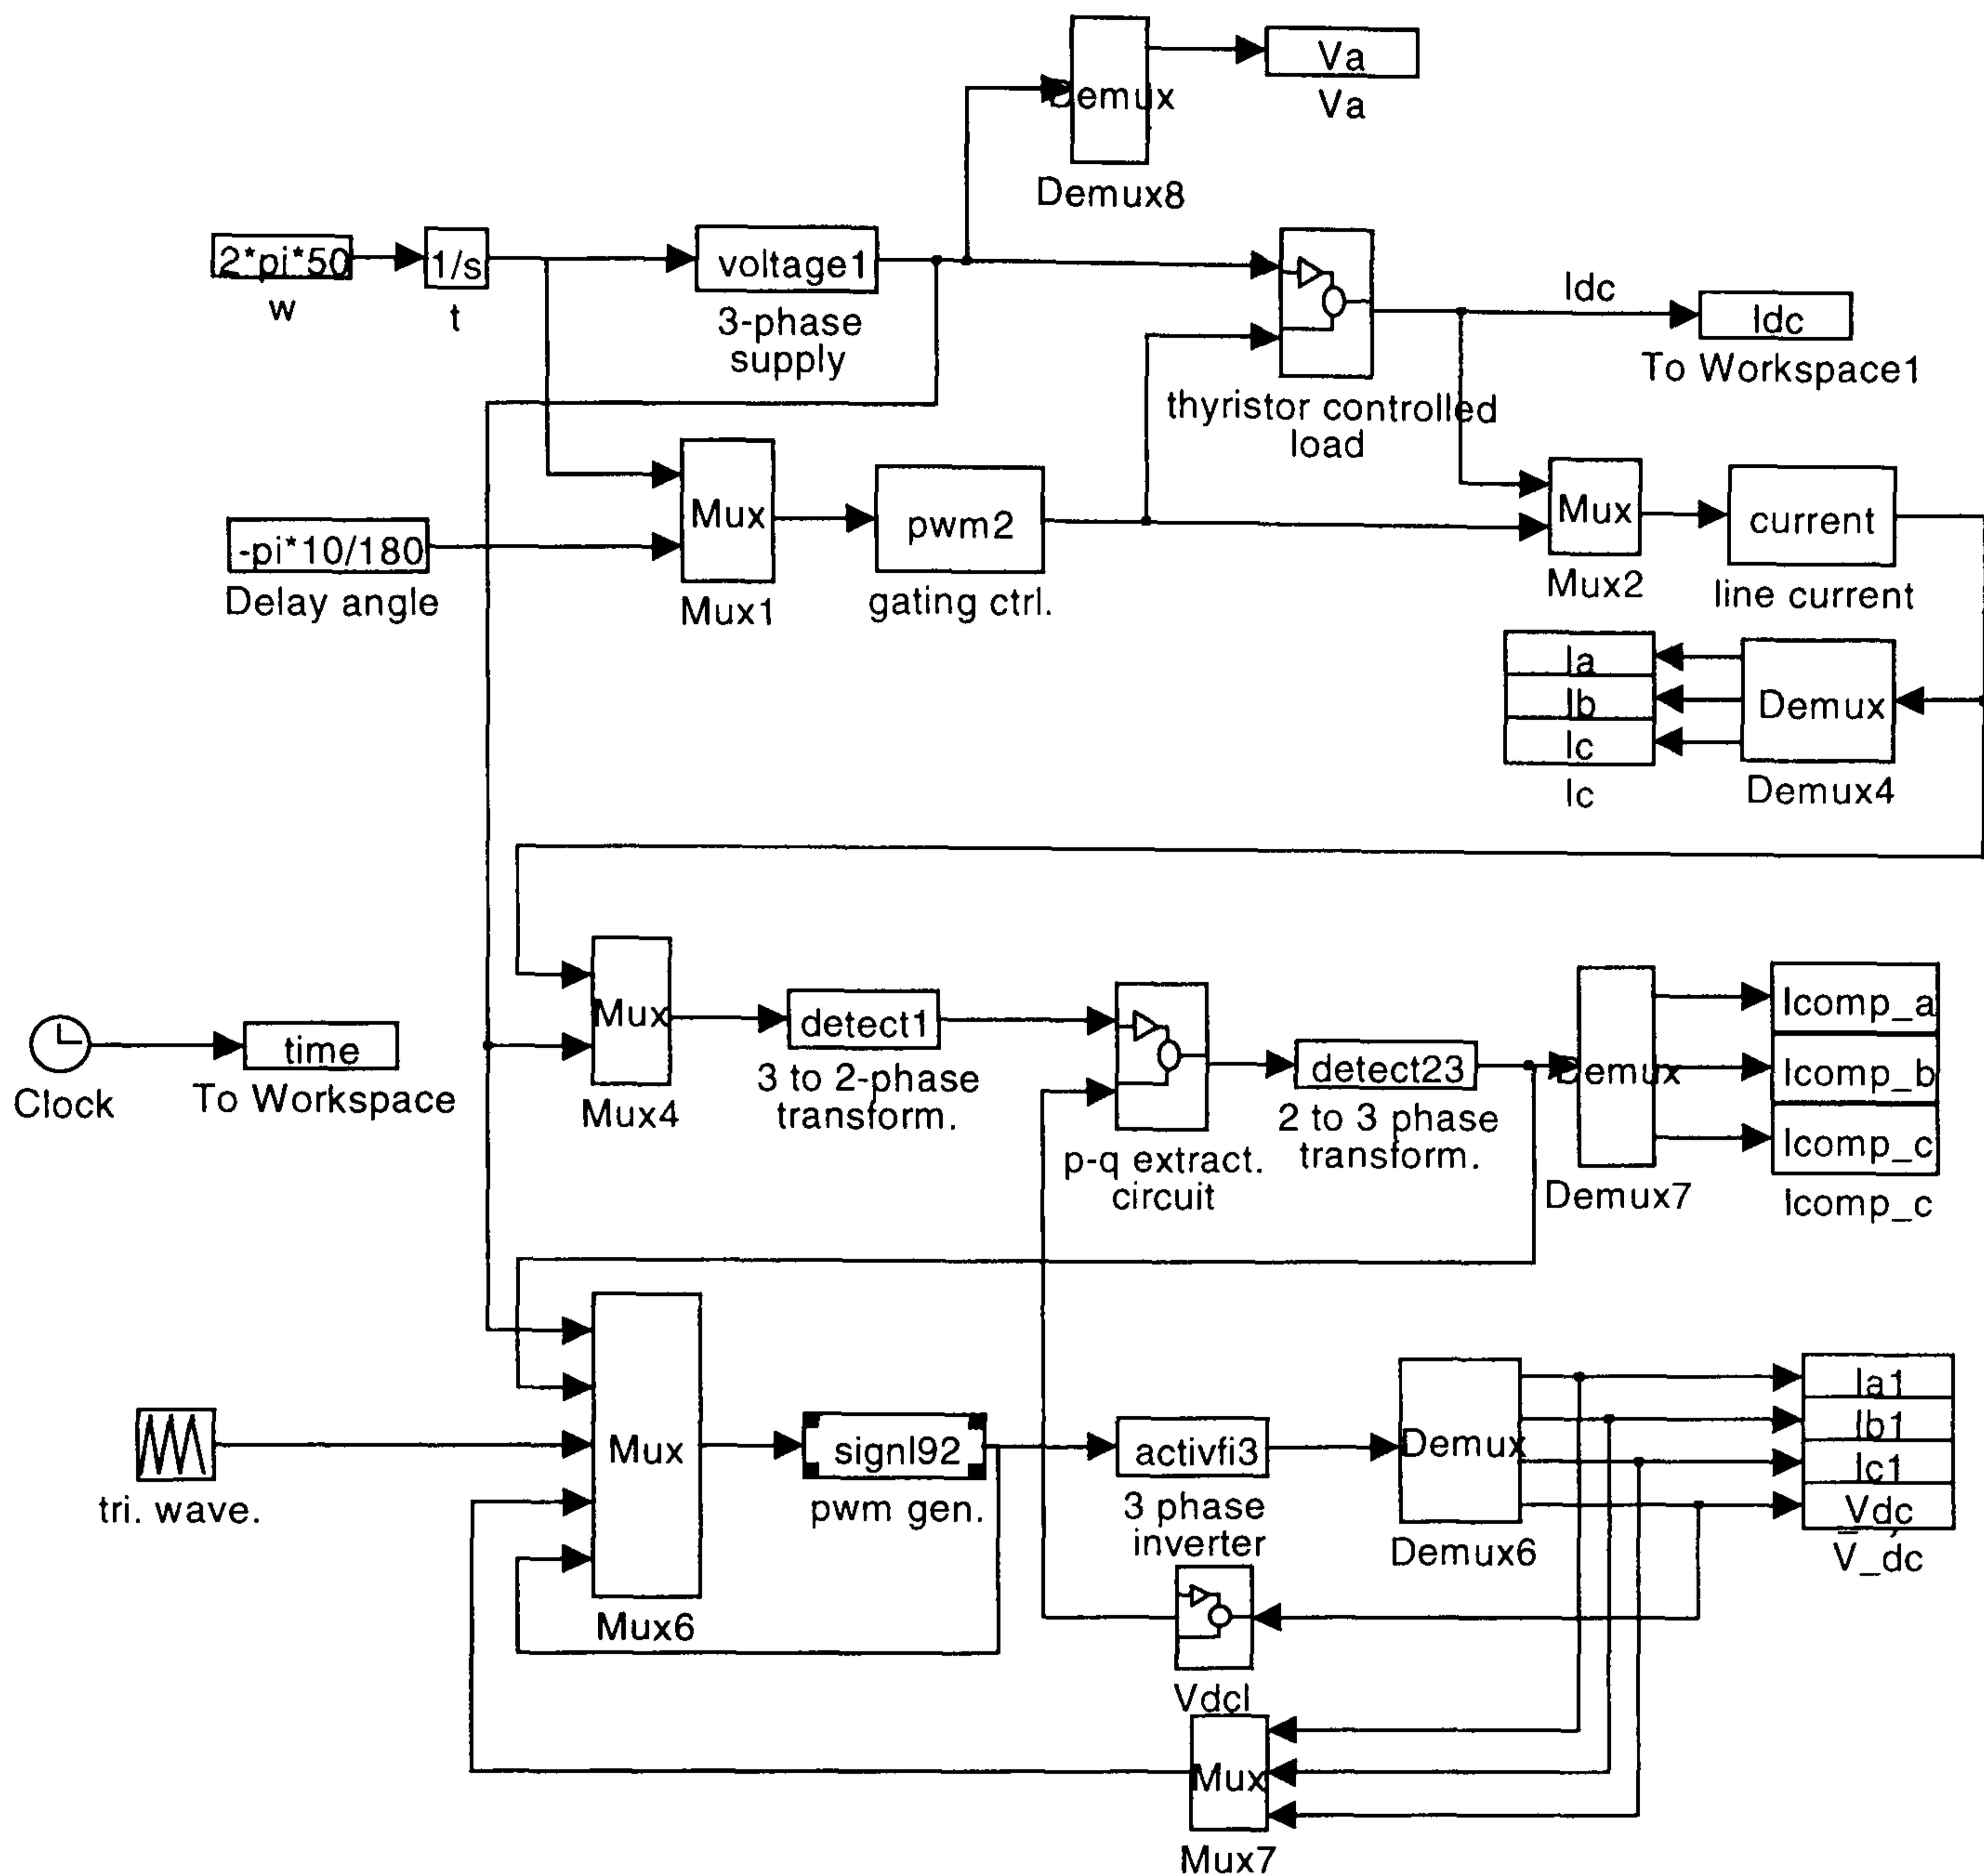 Va
Demux
Va
Demux8
2*pi*50
1/s
voltage1
w
t
3-phase
supply
Idc
Idc
To Workspace1
thyristor controlled
load
Mux
pwm2
Mux
current
-pi*10/180
Delay angle
Mux1
gating ctrl.
Mux2
line current
Ia
Ib
Ic
Demux
Ic
Demux4
Mux
detect1
Icomp_a
time
detect23
Demux
Icomp_b
Clock
To Workspace
Mux4
3 to 2-phase
transform.
2 to 3 phase
transform.
Icomp_c
p-q extract.
circuit
Demux7
Icomp_c
Mux
signl92
activfi3
Demux
Ia1
Ib1
Ic1
Vdc
tri. wave.
pwm gen.
3 phase
inverter
Demux6
V_dc
Mux6
Vdcl
Mux
Mux7